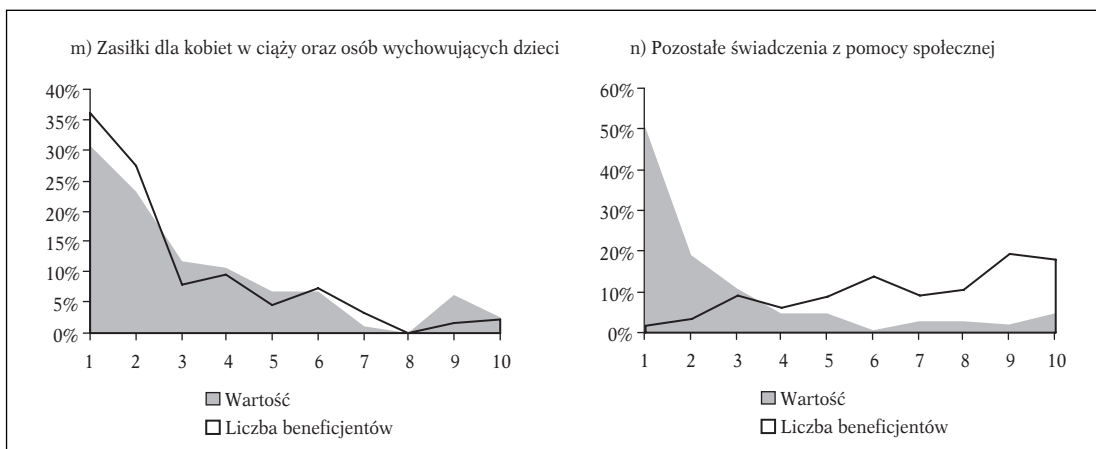 m) Zasiłki dla kobiet w ciąży oraz osób wychowujących dzieci
40%
35%
30%
25%
20%
15%
10%
5%
0%
1 2 3 4 5 6 7 8 9 10
Wartość
Liczba beneficjentów
n) Pozostałe świadczenia z pomocy społecznej
60%
50%
40%
30%
20%
10%
0%
1 2 3 4 5 6 7 8 9 10
Wartość
Liczba beneficjentów